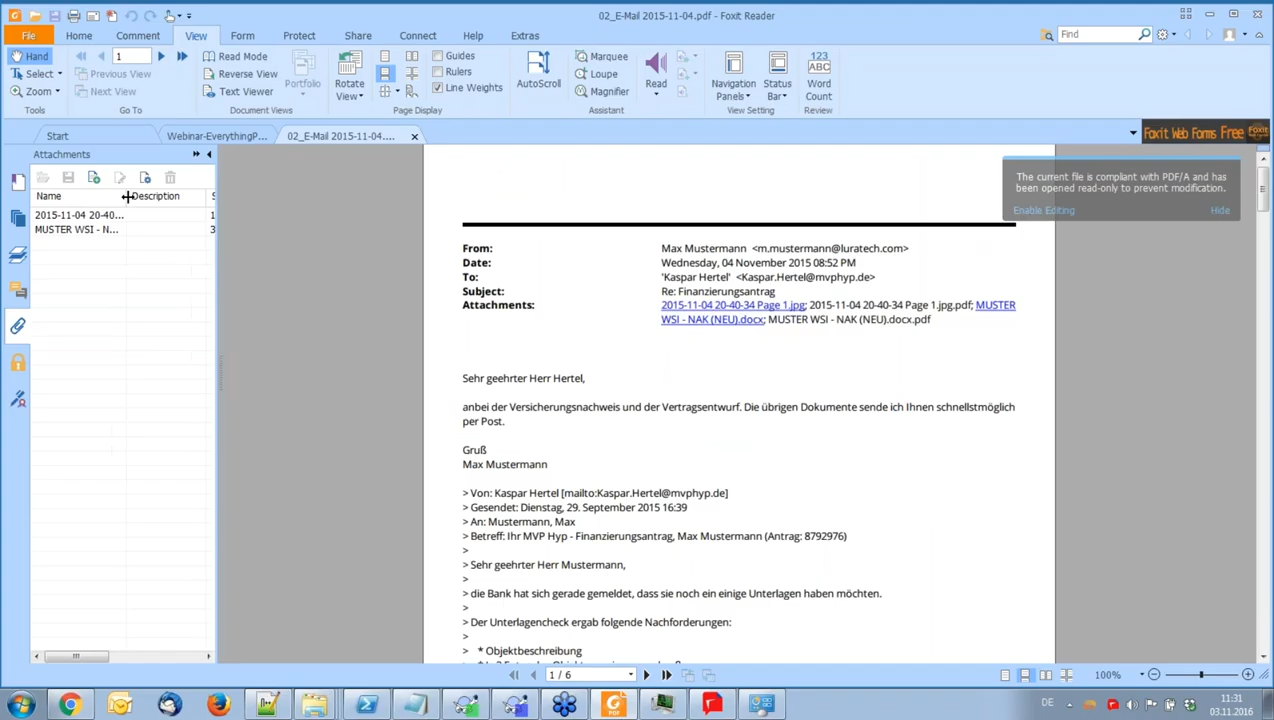 02_E-Mail 2015-11-04.pdf - Foxit Reader
File Home Comment View Form Protect Share Connect Help Extras
Find
Hand
Select
Zoom
Tools
1
Previous View
Next View
Go To
Read Mode
Reverse View
Text Viewer
Document Views
Portfolio
Rotate View
Guides
Rulers
Line Weights
Page Display
AutoScroll
Marquee
Loupe
Magnifier
Assistant
Read
Navigation Panels
Status Bar
View Setting
123
ABC
Word Count
Review
Start
Webinar-EverythingP...
02_E-Mail 2015-11-04....
Foxit Web Forms Free
Attachments
Name Description S
2015-11-04 20-40... 1
MUSTER WSI - N... 3
The current file is compliant with PDF/A and has
been opened read-only to prevent modification.
Enable Editing Hide
From: Max Mustermann <m.mustermann@luratech.com>
Date: Wednesday, 04 November 2015 08:52 PM
To: 'Kaspar Hertel' <Kaspar.Hertel@mvphyp.de>
Subject: Re: Finanzierungsantrag
Attachments: 2015-11-04 20-40-34 Page 1.jpg; 2015-11-04 20-40-34 Page 1.jpg.pdf; MUSTER
WSI - NAK (NEU).docx; MUSTER WSI - NAK (NEU).docx.pdf
Sehr geehrter Herr Hertel,
anbei der Versicherungsnachweis und der Vertragsentwurf. Die übrigen Dokumente sende ich Ihnen schnellstmöglich
per Post.
Gruß
Max Mustermann
> Von: Kaspar Hertel [mailto:Kaspar.Hertel@mvphyp.de]
> Gesendet: Dienstag, 29. September 2015 16:39
> An: Mustermann, Max
> Betreff: Ihr MVP Hyp - Finanzierungsantrag, Max Mustermann (Antrag: 8792976)
>
> Sehr geehrter Herr Mustermann,
>
> die Bank hat sich gerade gemeldet, dass sie noch ein einige Unterlagen haben möchten.
>
> Der Unterlagencheck ergab folgende Nachforderungen:
>
> * Objektbeschreibung
1 / 6
100%
DE
11:31
03.11.2016